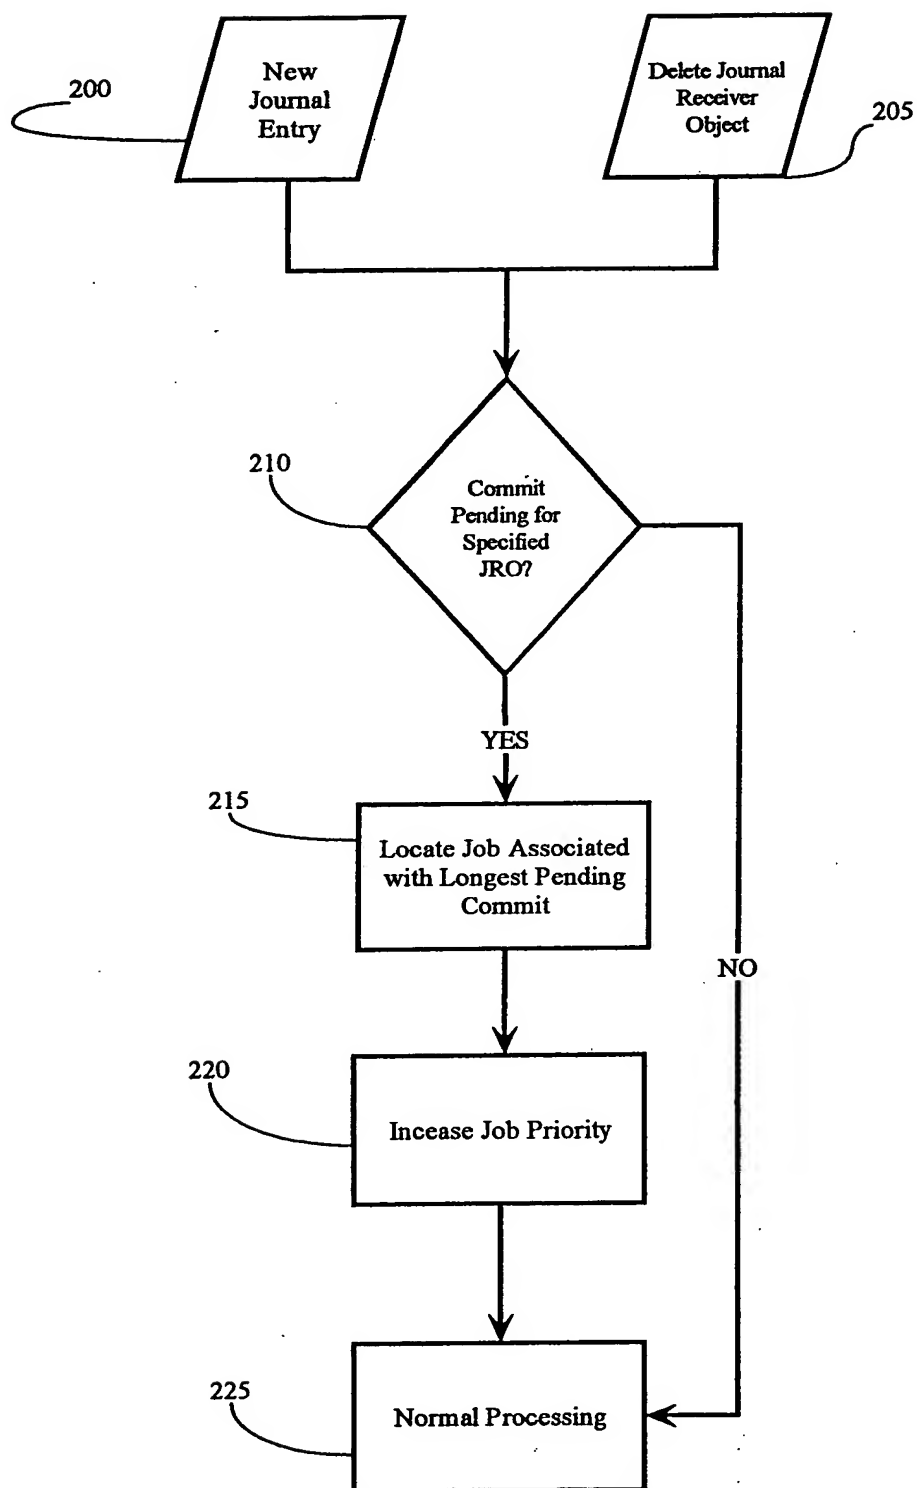 200
New
Journal
Entry
Delete Journal
Receiver
Object
205
210
Commit
Pending for
Specified
JRO?
YES
215
Locate Job Associated
with Longest Pending
Commit
NO
220
Incease Job Priority
225
Normal Processing